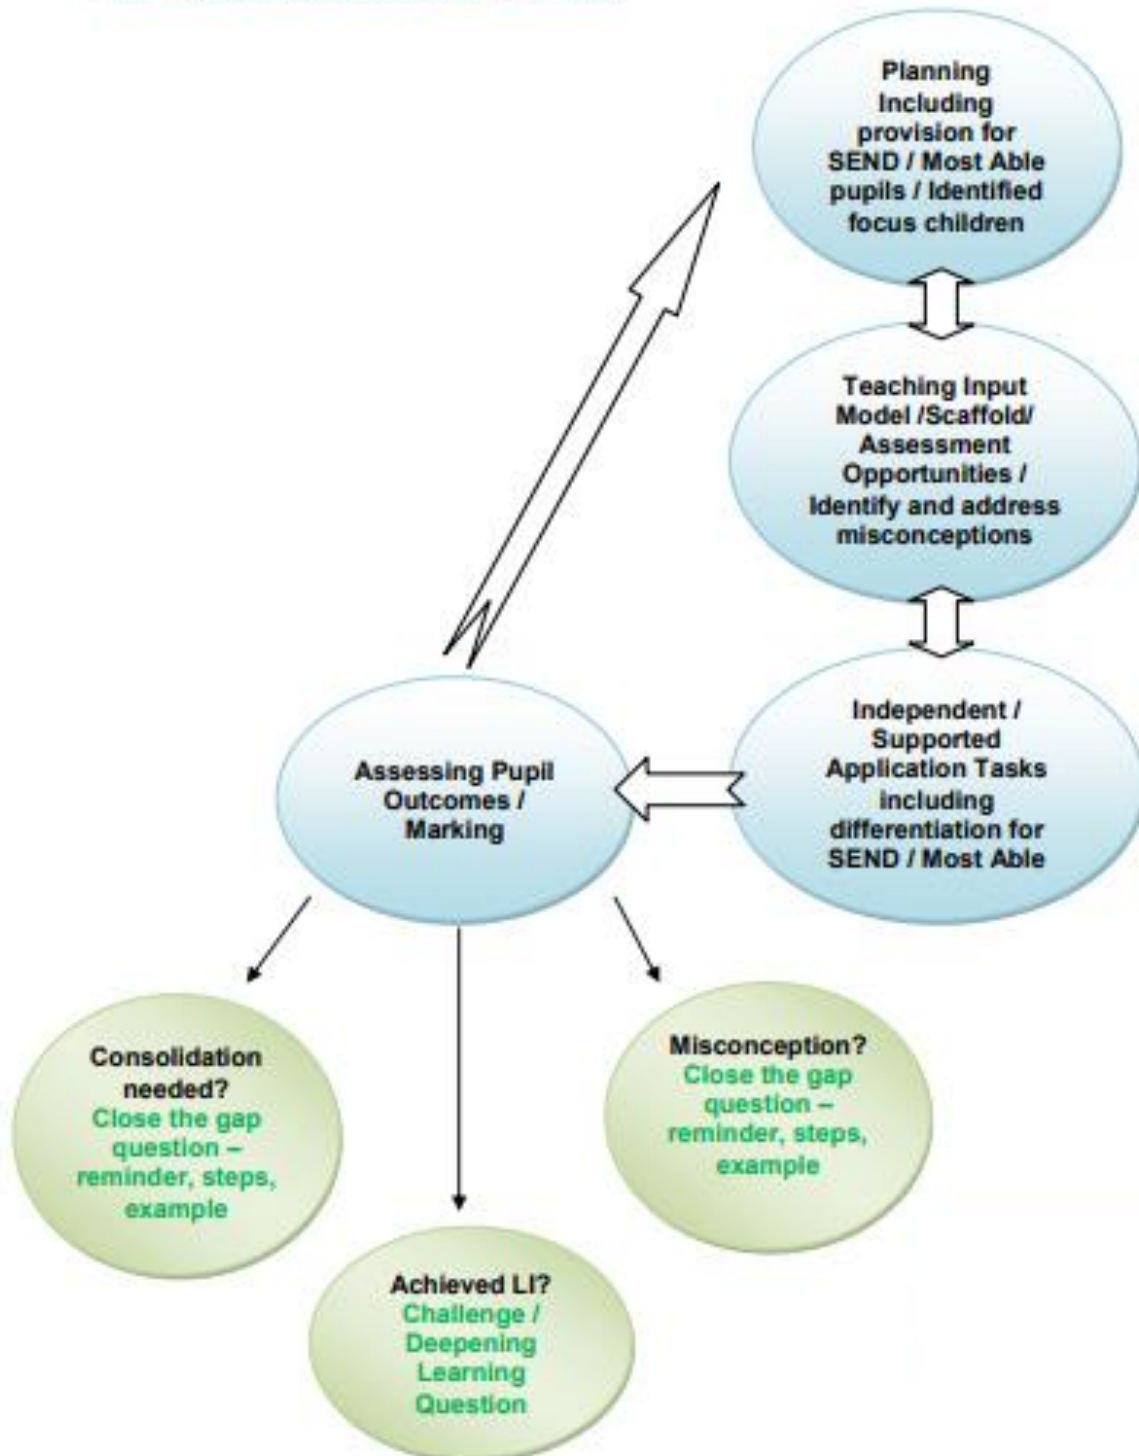 Planning
Including
provision for
SEND / Most Able
pupils / Identified
focus children
Teaching Input
Model /Scaffold/
Assessment
Opportunities /
Identify and address
misconceptions
Independent /
Supported
Application Tasks
including
differentiation for
SEND / Most Able
Assessing Pupil
Outcomes /
Marking
Consolidation
needed?
Close the gap
question –
reminder, steps,
example
Misconception?
Close the gap
question –
reminder, steps,
example
Achieved LI?
Challenge /
Deepening
Learning
Question